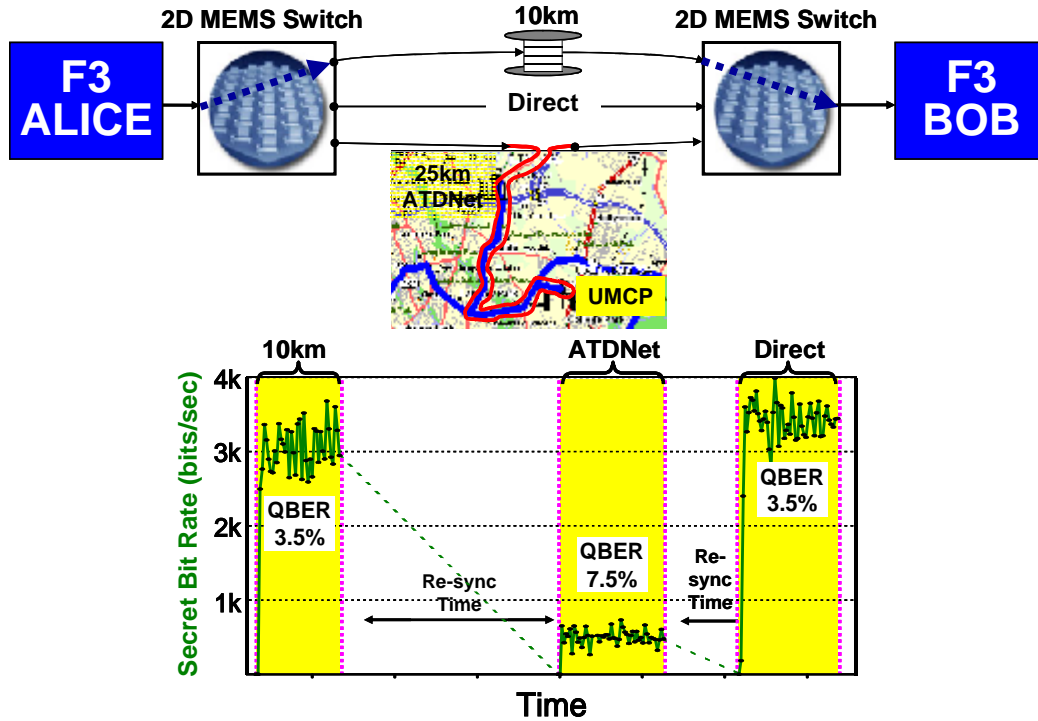 10km
2D MEMS Switch
2D MEMS Switch
F3
ALICE
Direct
F3
BOB
25km
ATDNet
UMCP
10km
ATDNet
Direct
Secret Bit Rate (bits/sec)
4k
3k
2k
1k
QBER
3.5%
Re-sync
Time
QBER
7.5%
Re-
sync
Time
QBER
3.5%
Time